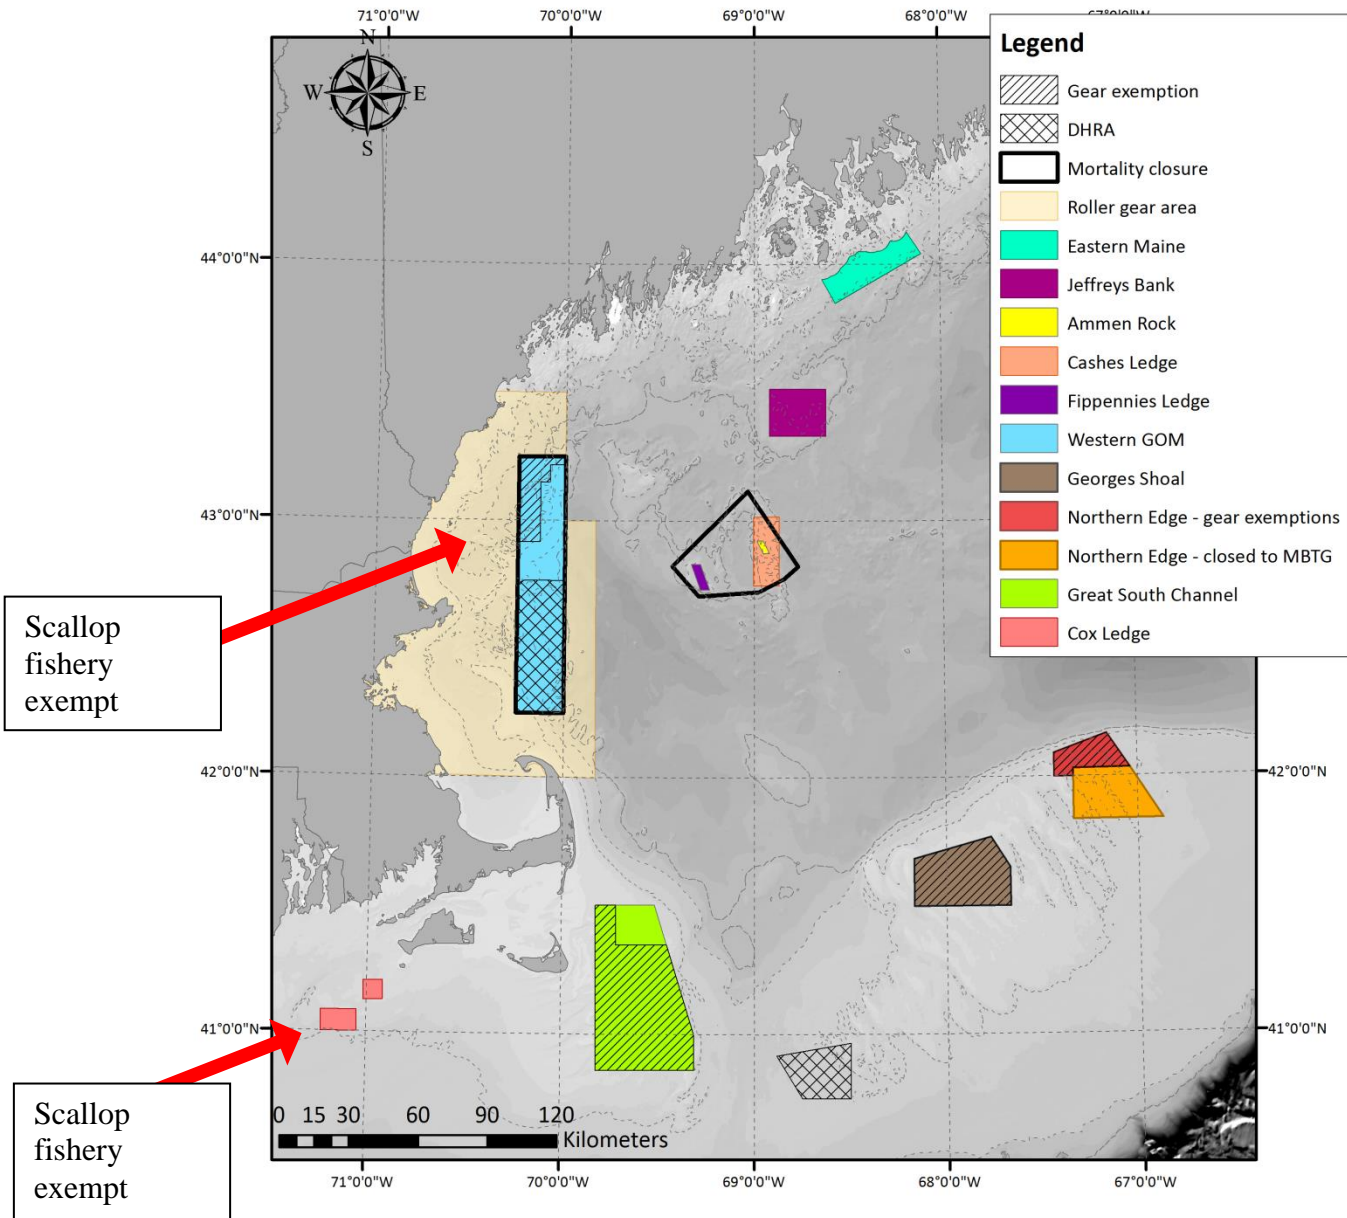 71°0'0"W 70°0'0"W 69°0'0"W 68°0'0"W
N
W E
S
Legend
Gear exemption
DHRA
Mortality closure
Roller gear area
Eastern Maine
Jeffreys Bank
Ammen Rock
Cashes Ledge
Fippennies Ledge
Western GOM
Georges Shoal
Northern Edge - gear exemptions
Northern Edge - closed to MBTG
Great South Channel
Cox Ledge
44°0'0"N
43°0'0"N
Scallop
fishery
exempt
42°0'0"N 42°0'0"N
41°0'0"N 41°0'0"N
Scallop
fishery
exempt
0 15 30 60 90 120
Kilometers
71°0'0"W 70°0'0"W 69°0'0"W 68°0'0"W 67°0'0"W